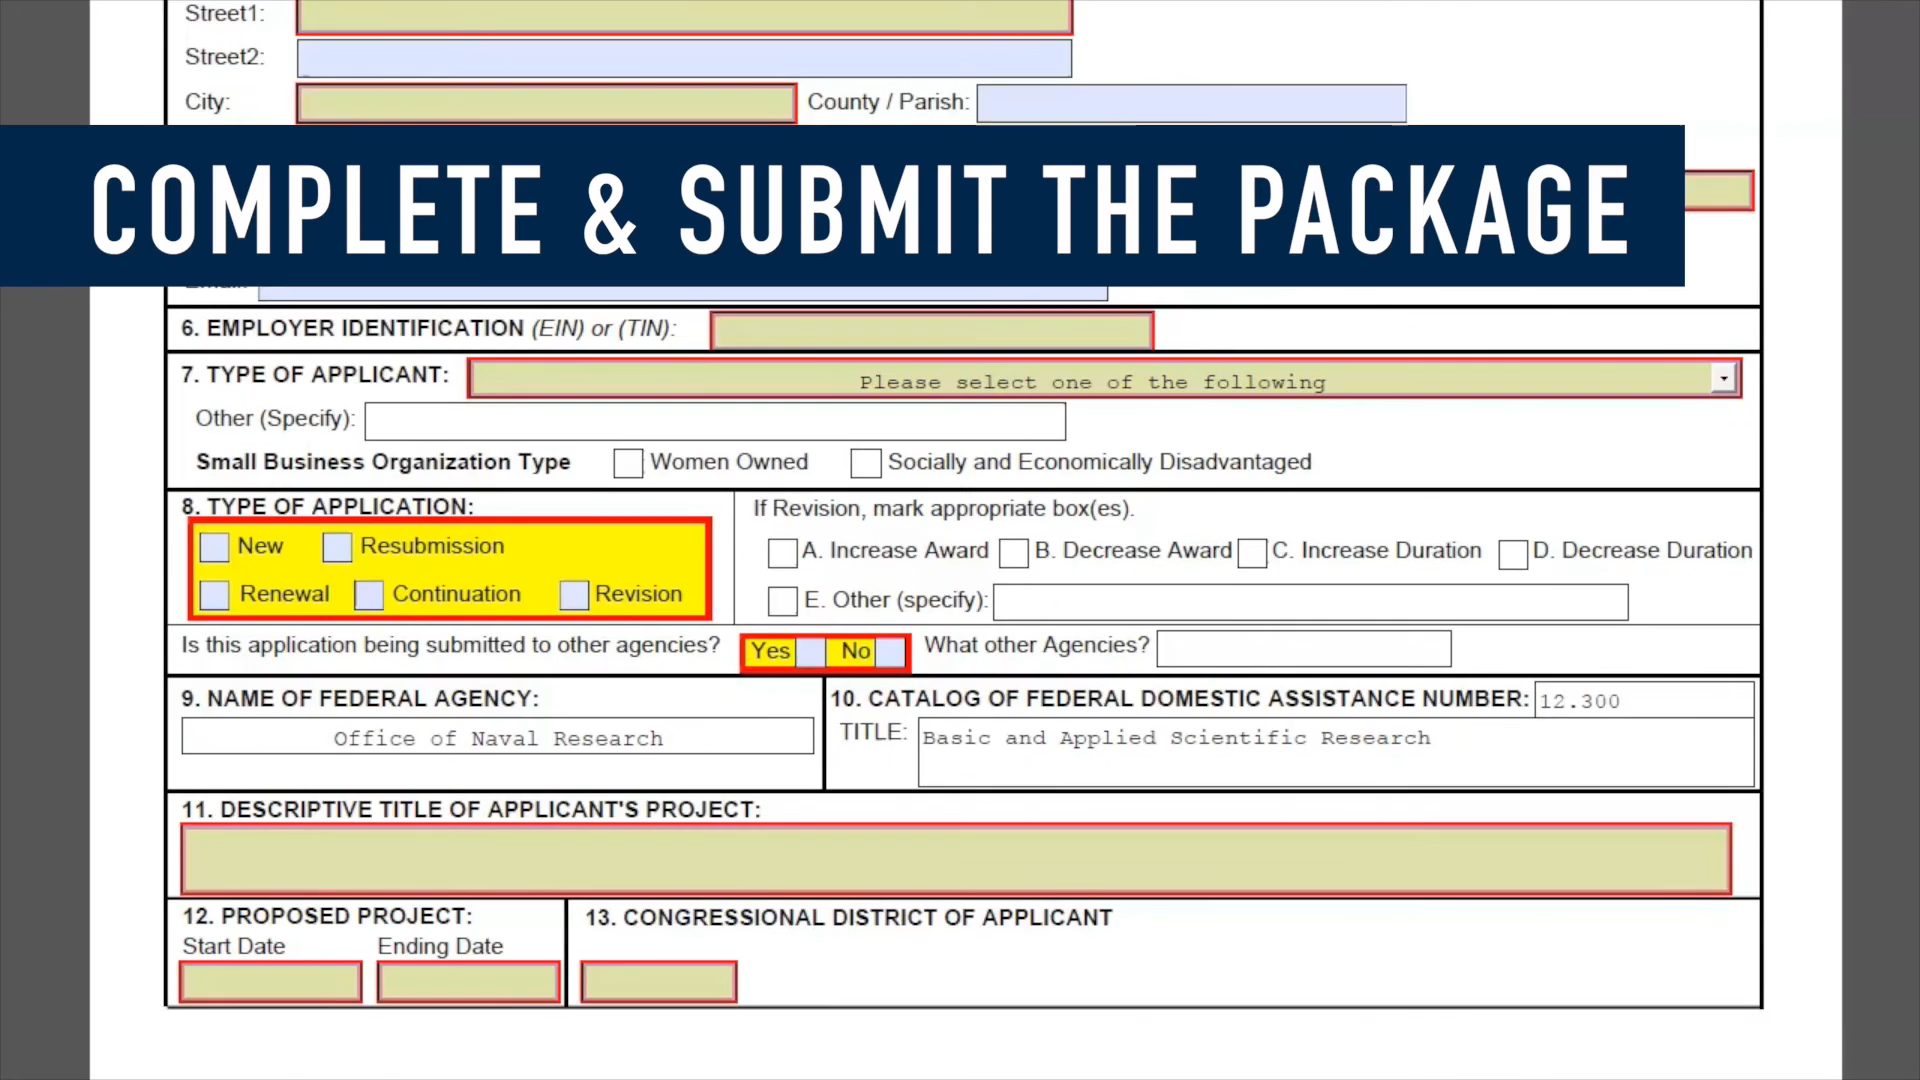 Street1:
Street2:
City: County / Parish:
COMPLETE & SUBMIT THE PACKAGE
6. EMPLOYER IDENTIFICATION (EIN) or (TIN):
7. TYPE OF APPLICANT: Please select one of the following
Other (Specify):
Small Business Organization Type Women Owned Socially and Economically Disadvantaged
8. TYPE OF APPLICATION: If Revision, mark appropriate box(es).
New Resubmission A. Increase Award B. Decrease Award C. Increase Duration D. Decrease Duration
Renewal Continuation Revision E. Other (specify):
Is this application being submitted to other agencies? Yes No What other Agencies?
9. NAME OF FEDERAL AGENCY: 10. CATALOG OF FEDERAL DOMESTIC ASSISTANCE NUMBER: 12.300
Office of Naval Research TITLE: Basic and Applied Scientific Research
11. DESCRIPTIVE TITLE OF APPLICANT'S PROJECT:
12. PROPOSED PROJECT: 13. CONGRESSIONAL DISTRICT OF APPLICANT
Start Date Ending Date